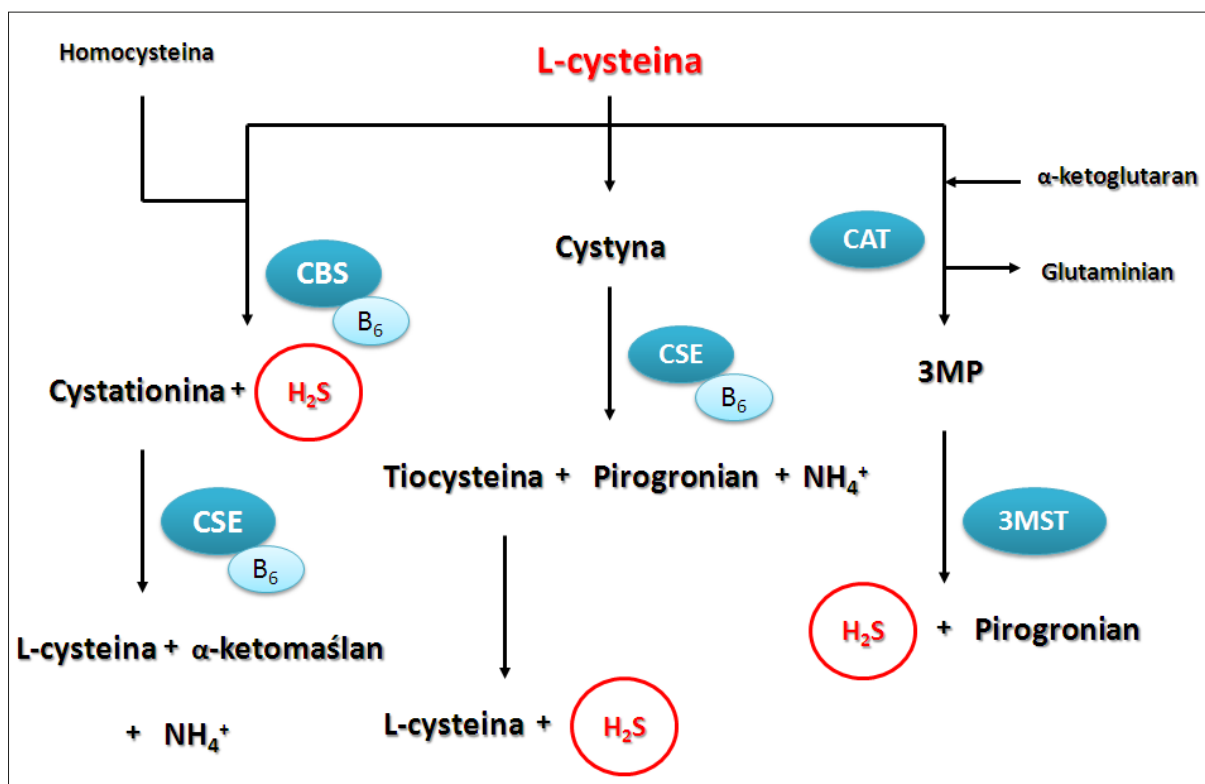 Homocysteina
L-cysteina
α-ketoglutaran
CAT
Cystyna
CBS
Glutaminian
B₆
CSE
3MP
Cystationina + H₂S
B₆
Tiocysteina + Pirogronian + NH₄⁺
CSE
3MST
B₆
H₂S + Pirogronian
L-cysteina + α-ketomaślan
L-cysteina + H₂S
+ NH₄⁺